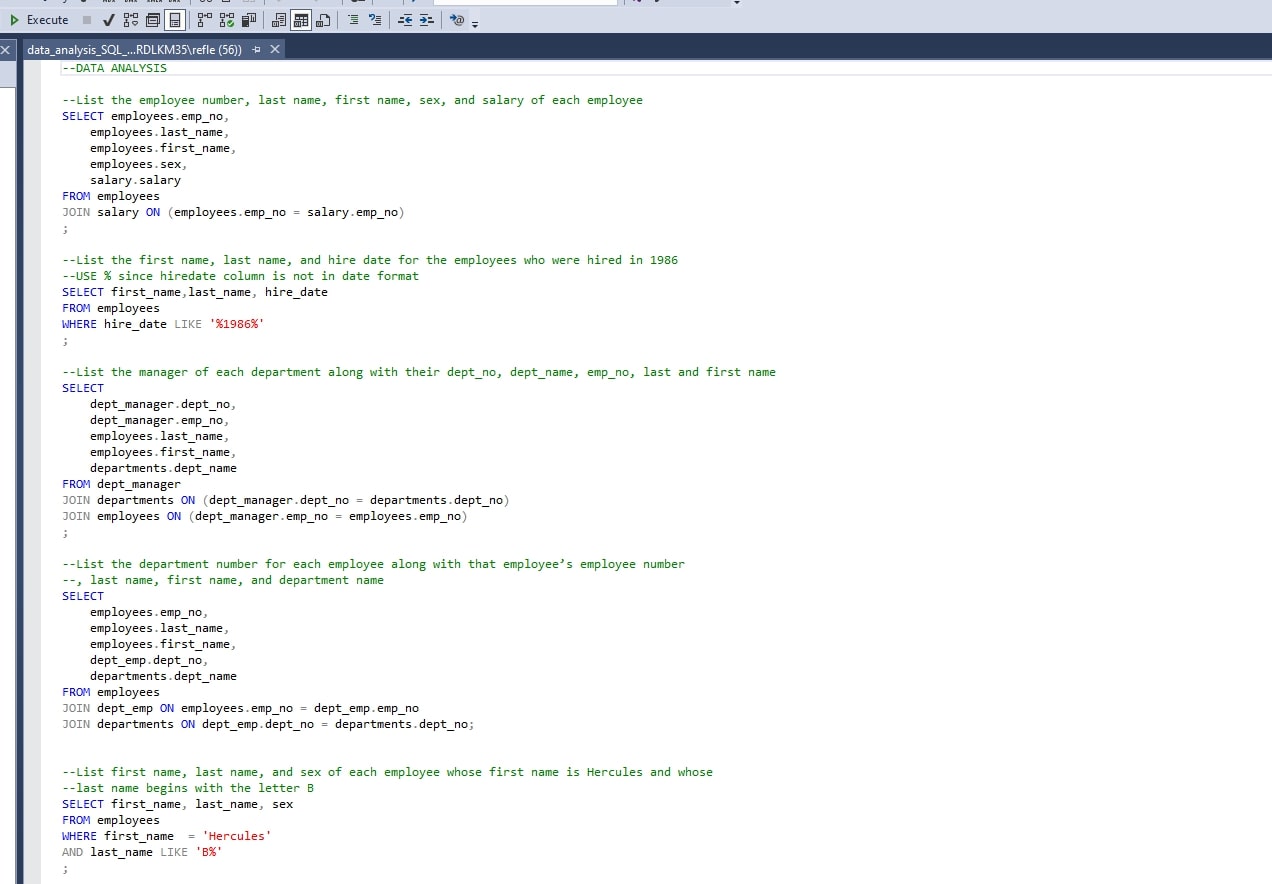 Execute
data_analysis_SQL_...RDLKM35\refle (56))
--DATA ANALYSIS
--List the employee number, last name, first name, sex, and salary of each employee
SELECT employees.emp_no,
employees.last_name,
employees.first_name,
employees.sex,
salary.salary
FROM employees
JOIN salary ON (employees.emp_no = salary.emp_no)
;
--List the first name, last name, and hire date for the employees who were hired in 1986
--USE % since hiredate column is not in date format
SELECT first_name,last_name, hire_date
FROM employees
WHERE hire_date LIKE '%1986%'
;
--List the manager of each department along with their dept_no, dept_name, emp_no, last and first name
SELECT
dept_manager.dept_no,
dept_manager.emp_no,
employees.last_name,
employees.first_name,
departments.dept_name
FROM dept_manager
JOIN departments ON (dept_manager.dept_no = departments.dept_no)
JOIN employees ON (dept_manager.emp_no = employees.emp_no)
;
--List the department number for each employee along with that employee’s employee number
--, last name, first name, and department name
SELECT
employees.emp_no,
employees.last_name,
employees.first_name,
dept_emp.dept_no,
departments.dept_name
FROM employees
JOIN dept_emp ON employees.emp_no = dept_emp.emp_no
JOIN departments ON dept_emp.dept_no = departments.dept_no;
--List first name, last name, and sex of each employee whose first name is Hercules and whose
--last name begins with the letter B
SELECT first_name, last_name, sex
FROM employees
WHERE first_name  = 'Hercules'
AND last_name LIKE 'B%'
;